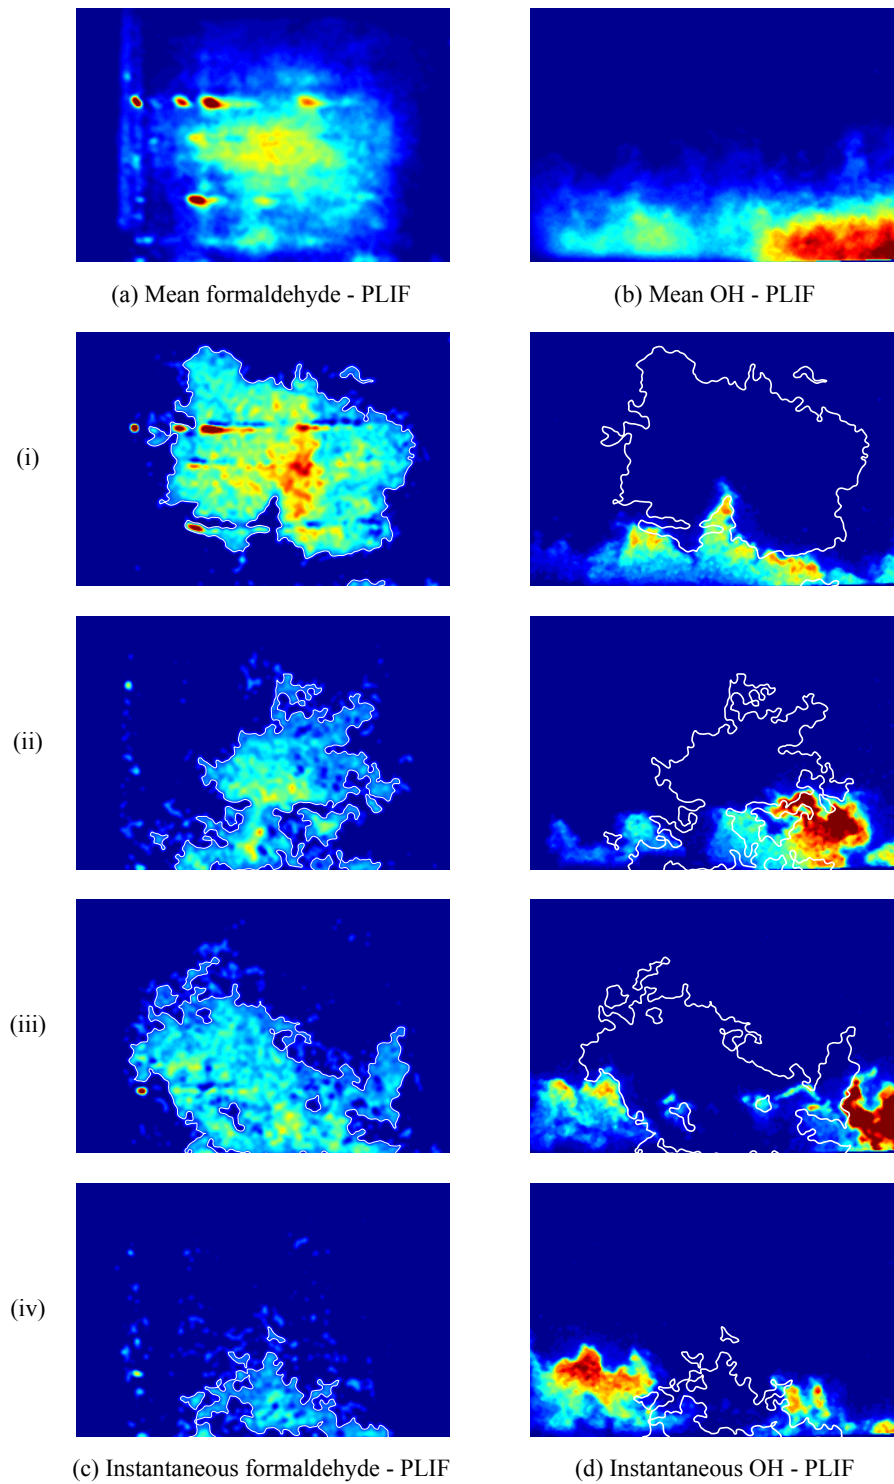 (a) Mean formaldehyde - PLIF
(b) Mean OH - PLIF
(i)
(ii)
(iii)
(iv)
(c) Instantaneous formaldehyde - PLIF
(d) Instantaneous OH - PLIF